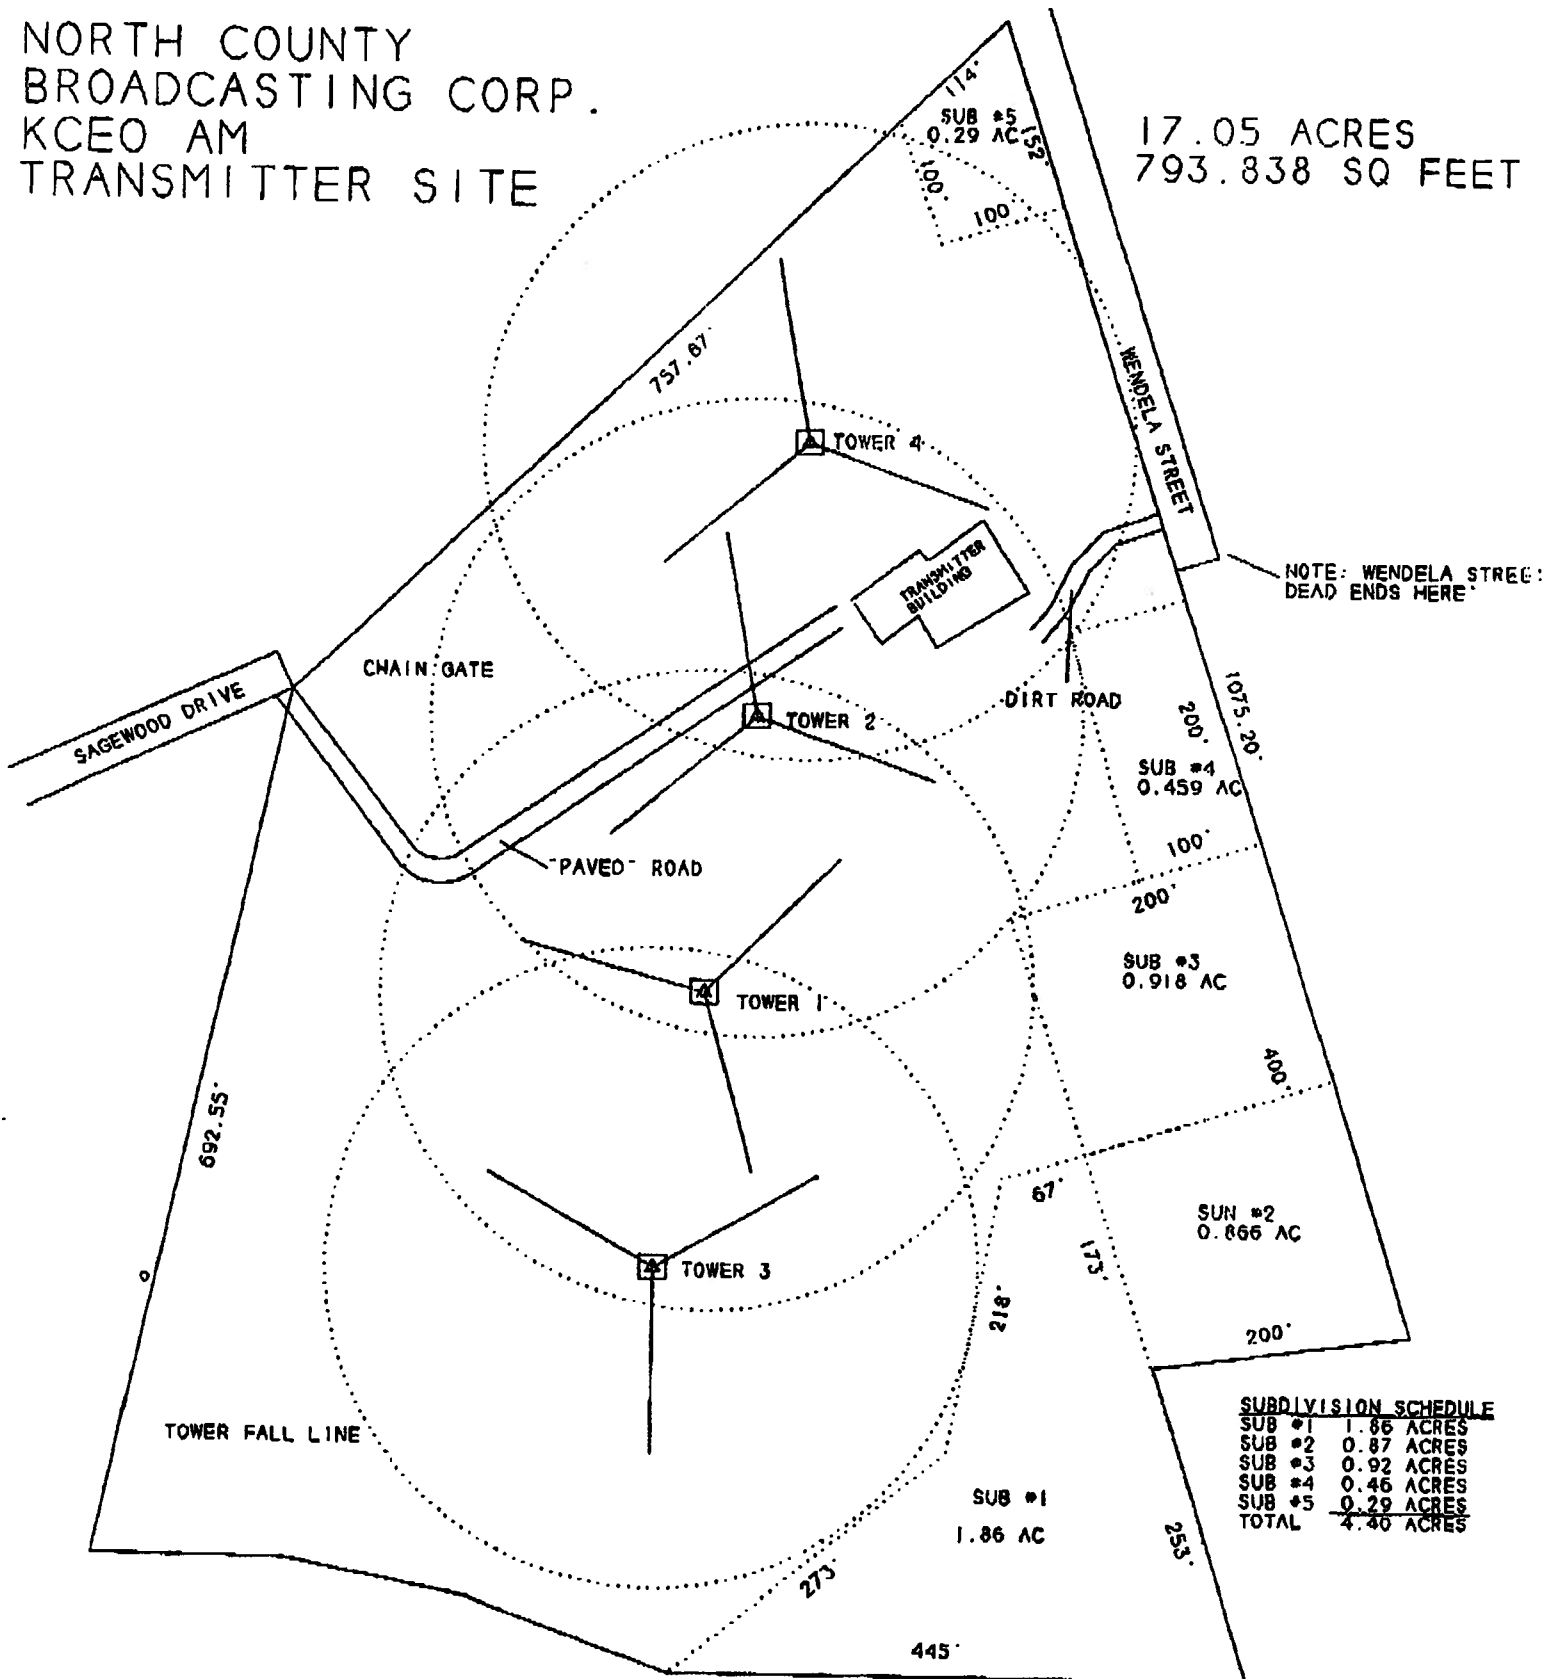 NORTH COUNTY
BROADCASTING CORP.
KCEO AM
TRANSMITTER SITE
17.05 ACRES
793.838 SQ FEET
114'
SUB #5
0.29 AC
152'
100'
100
757.67'
TOWER 4
WENDELA STREET
TRANSMITTER
BUILDING
NOTE: WENDELA STREE:
DEAD ENDS HERE
CHAIN GATE
SAGEWOOD DRIVE
DIRT ROAD
TOWER 2
1075.20'
200'
SUB #4
0.459 AC
100'
"PAVED" ROAD
200'
SUB #3
0.918 AC
TOWER 1
400'
692.55'
67'
SUN #2
0.866 AC
173'
TOWER 3
218'
200'
TOWER FALL LINE
SUBDIVISION SCHEDULE
SUB #1 1.86 ACRES
SUB #2 0.87 ACRES
SUB #3 0.92 ACRES
SUB #4 0.46 ACRES
SUB #5 0.29 ACRES
TOTAL 4.40 ACRES
SUB #1
1.86 AC
253'
273'
445'